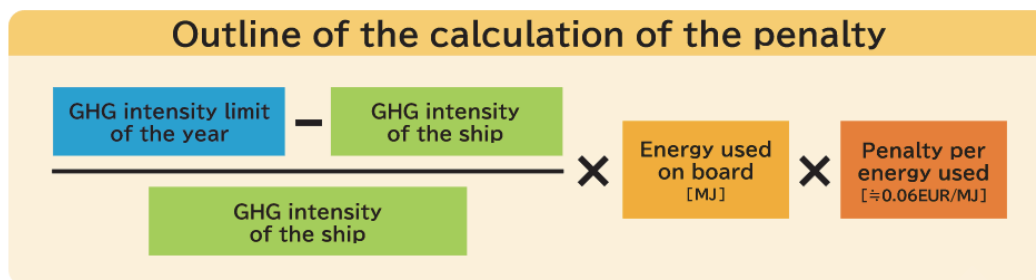 Outline of the calculation of the penalty
GHG intensity limit
of the year
−
GHG intensity
of the ship
GHG intensity
of the ship
×
Energy used
on board
[MJ]
×
Penalty per
energy used
[≒0.06EUR/MJ]